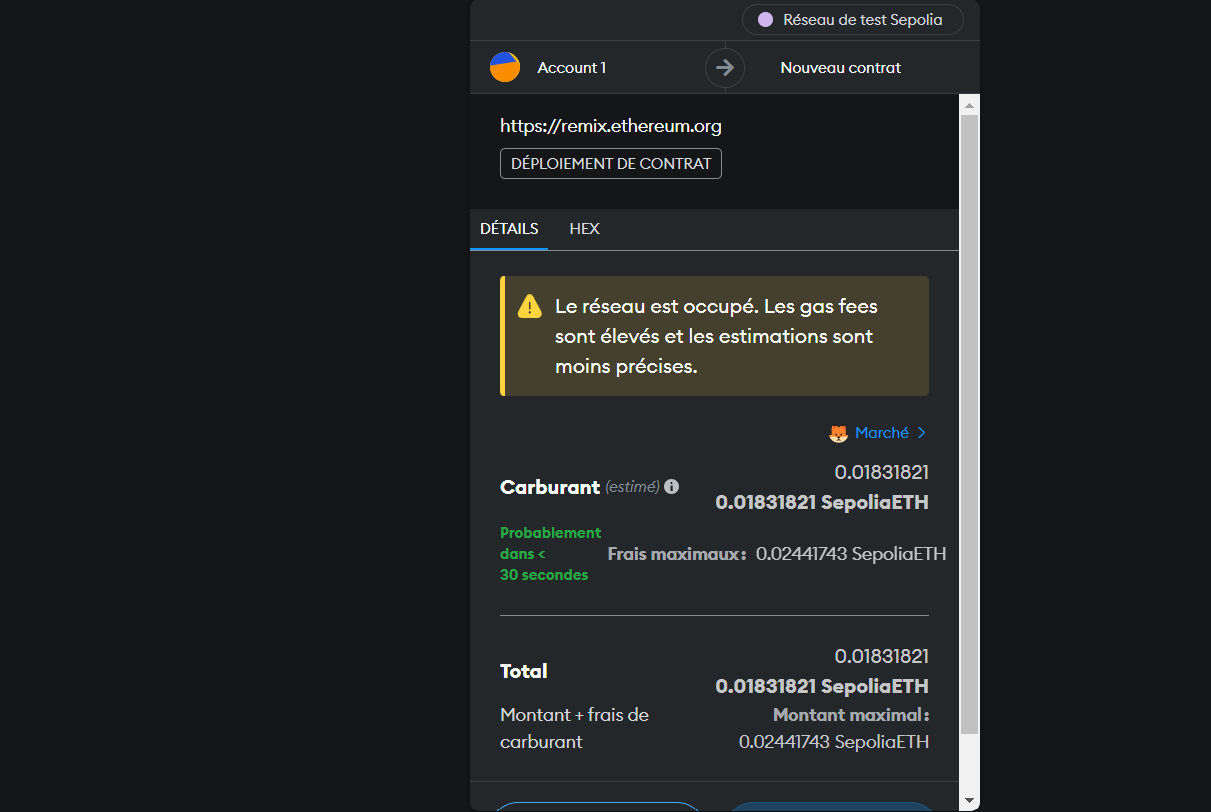 Réseau de test Sepolia
Account 1
Nouveau contrat
https://remix.ethereum.org
DÉPLOIEMENT DE CONTRAT
DÉTAILS
HEX
Le réseau est occupé. Les gas fees
sont élevés et les estimations sont
moins précises.
Marché
0.01831821
Carburant (estimé)
0.01831821 SepoliaETH
Probablement
dans <
30 secondes
Frais maximaux : 0.02441743 SepoliaETH
0.01831821
Total
0.01831821 SepoliaETH
Montant + frais de
carburant
Montant maximal :
0.02441743 SepoliaETH